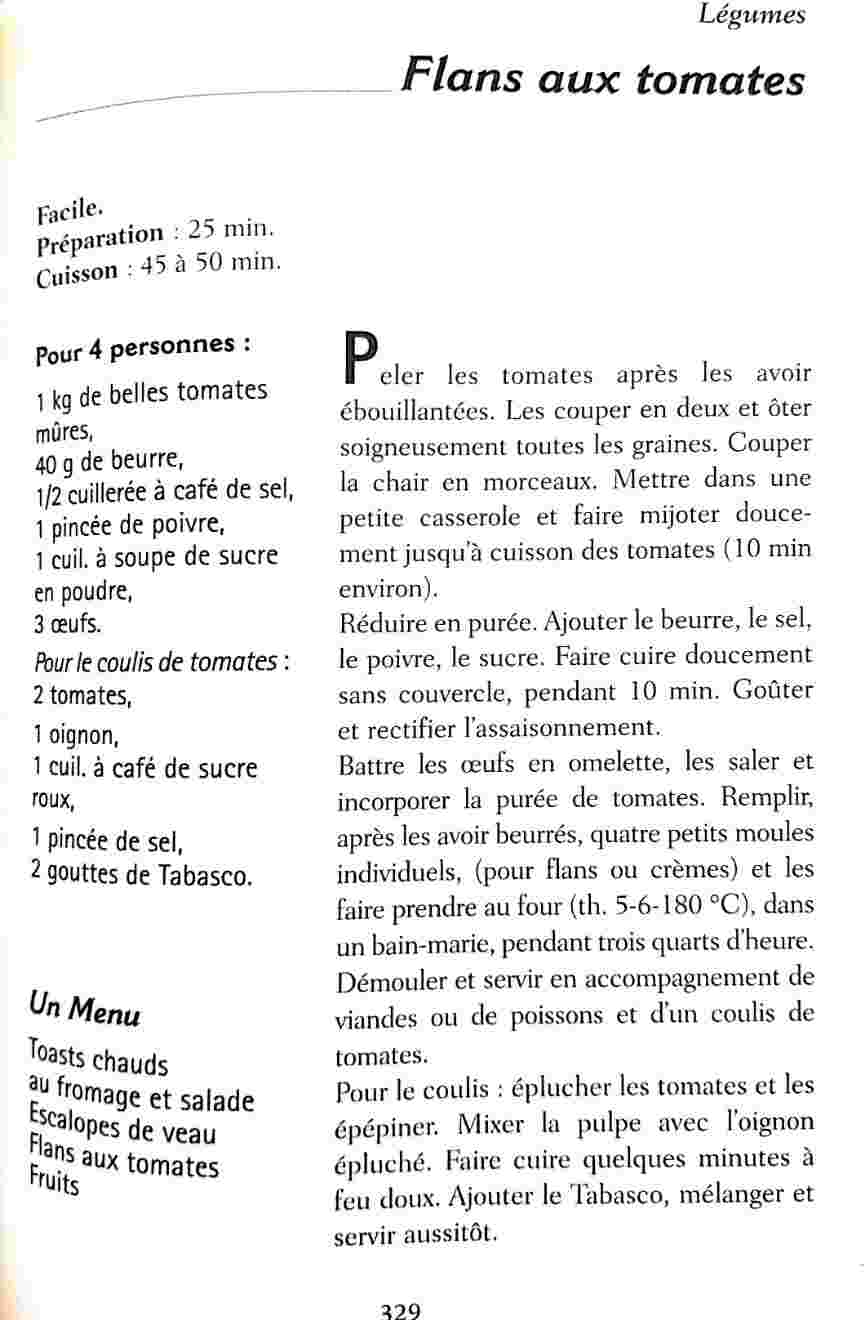 Légumes
Flans aux tomates
Facile.
Préparation : 25 min.
Cuisson : 45 à 50 min.
Pour 4 personnes :
1 kg de belles tomates
mûres,
40 g de beurre,
1/2 cuillerée à café de sel,
1 pincée de poivre,
1 cuil. à soupe de sucre
en poudre,
3 œufs.
Pour le coulis de tomates :
2 tomates,
1 oignon,
1 cuil. à café de sucre
roux,
1 pincée de sel,
2 gouttes de Tabasco.
Un Menu
Toasts chauds
au fromage et salade
Escalopes de veau
Flans aux tomates
Fruits
Peler les tomates après les avoir
ébouillantées. Les couper en deux et ôter
soigneusement toutes les graines. Couper
la chair en morceaux. Mettre dans une
petite casserole et faire mijoter douce-
ment jusqu'à cuisson des tomates (10 min
environ).
Réduire en purée. Ajouter le beurre, le sel,
le poivre, le sucre. Faire cuire doucement
sans couvercle, pendant 10 min. Goûter
et rectifier l'assaisonnement.
Battre les œufs en omelette, les saler et
incorporer la purée de tomates. Remplir,
après les avoir beurrés, quatre petits moules
individuels, (pour flans ou crèmes) et les
faire prendre au four (th. 5-6-180 °C), dans
un bain-marie, pendant trois quarts d'heure.
Démouler et servir en accompagnement de
viandes ou de poissons et d'un coulis de
tomates.
Pour le coulis : éplucher les tomates et les
épépiner. Mixer la pulpe avec l'oignon
épluché. Faire cuire quelques minutes à
feu doux. Ajouter le Tabasco, mélanger et
servir aussitôt.
329